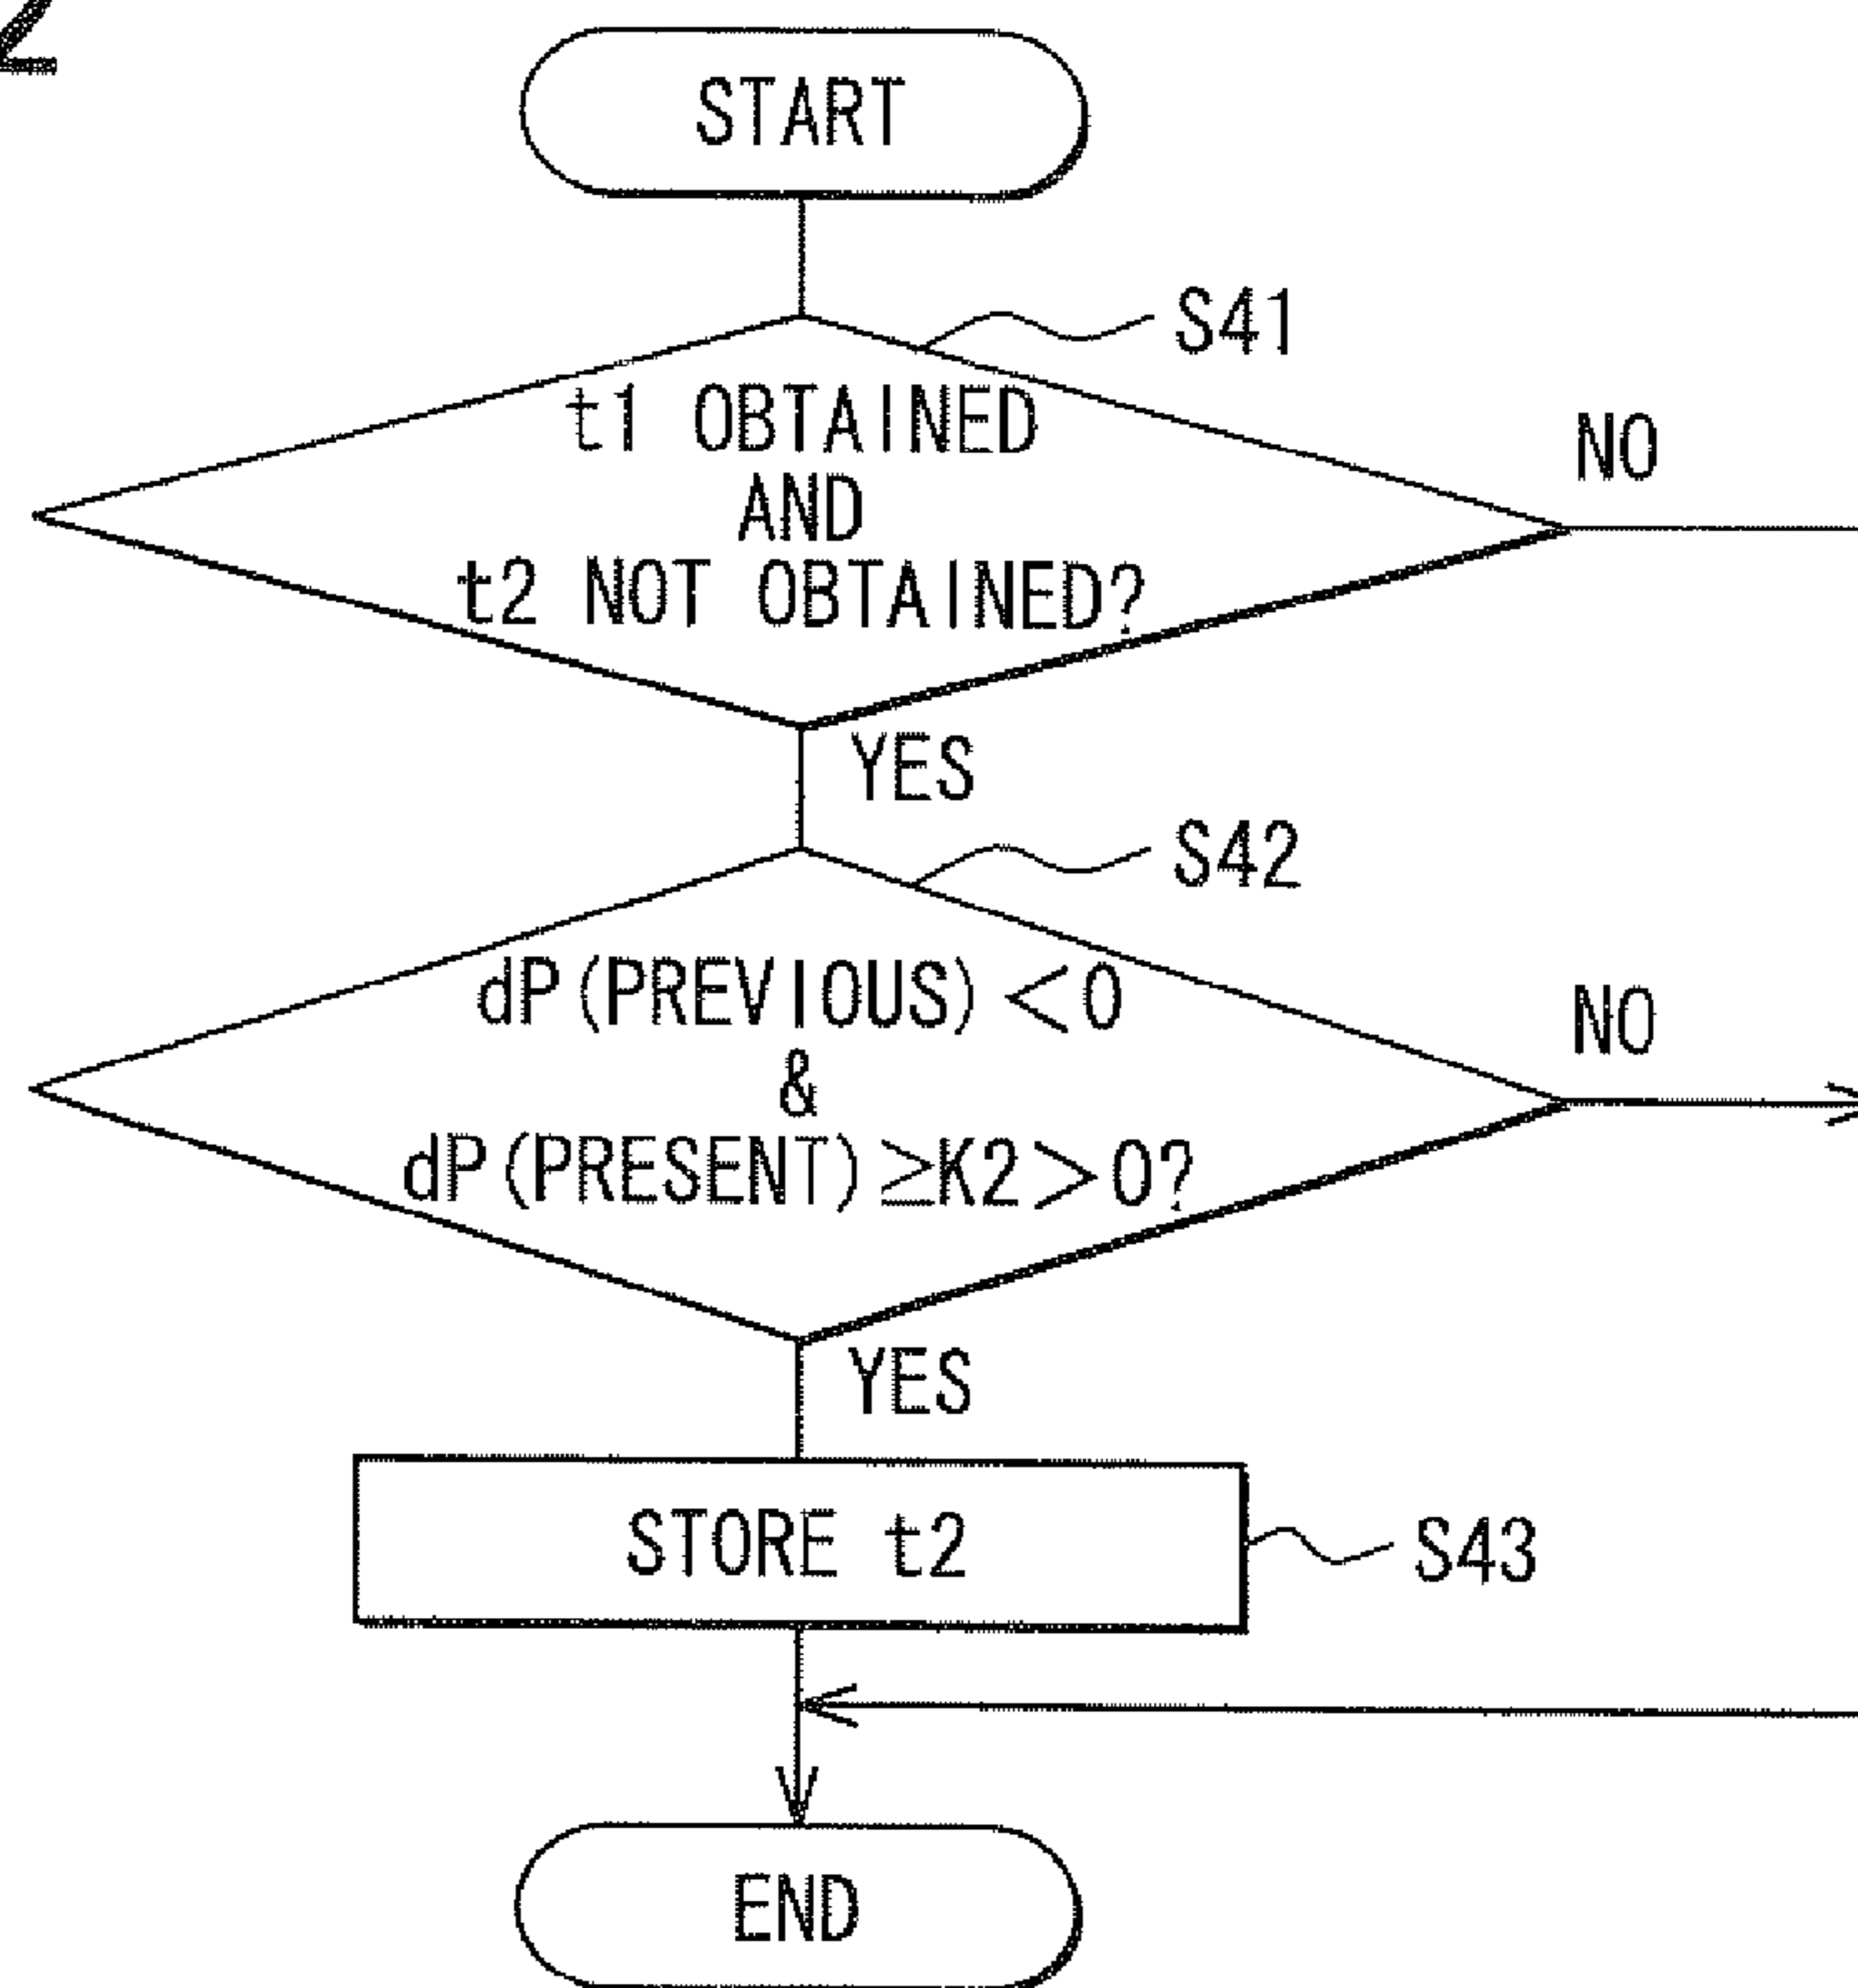 2
START
S41
t1 OBTAINED
NO
AND
t2 NOT OBTAINED?
YES
S42
dP(PREVIOUS)<0
NO
&
dP(PRESENT)≥K2>0?
YES
STORE t2
S43
END